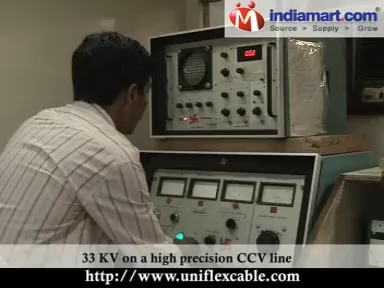 indiamart.com
Source > Supply > Grow
33 KV on a high precision CCV line
http://www.uniflexcable.com